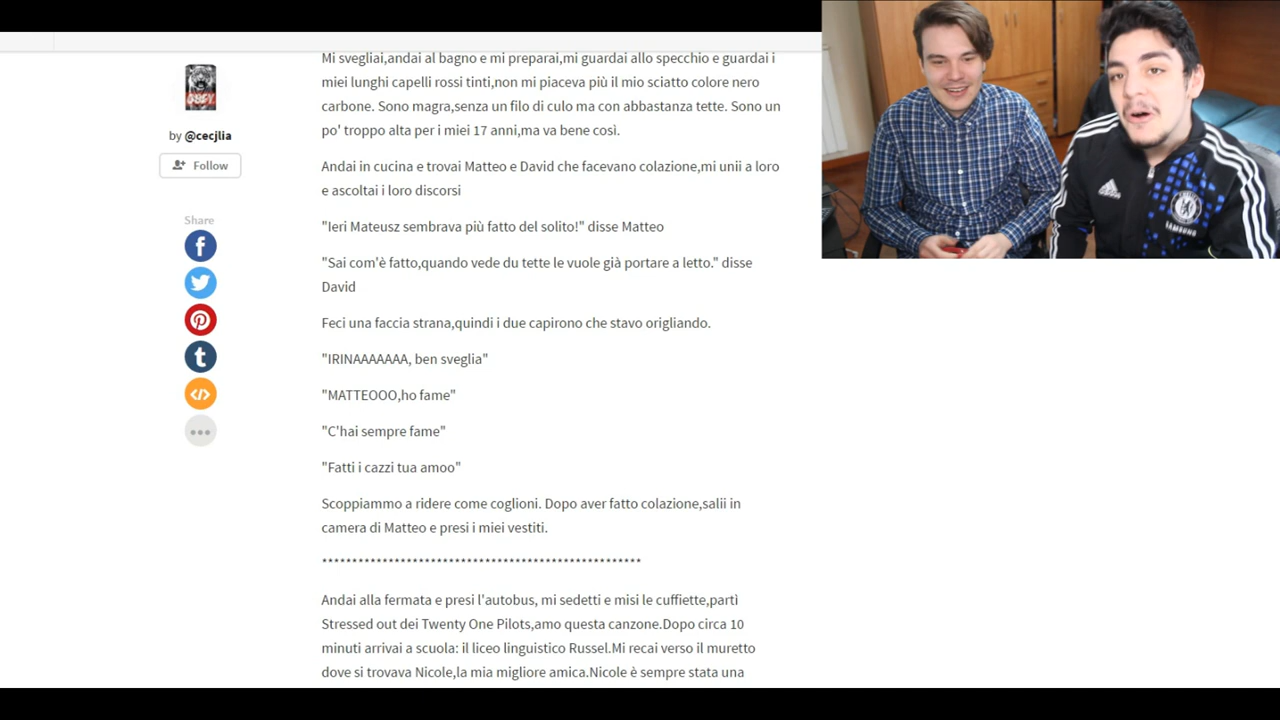 Mi svegliai,andai al bagno e mi preparai,mi guardai allo specchio e guardai i
miei lunghi capelli rossi tinti,non mi piaceva più il mio sciatto colore nero
carbone. Sono magra,senza un filo di culo ma con abbastanza tette. Sono un
po' troppo alta per i miei 17 anni,ma va bene così.
Andai in cucina e trovai Matteo e David che facevano colazione,mi unii a loro
e ascoltai i loro discorsi
"Ieri Mateusz sembrava più fatto del solito!" disse Matteo
"Sai com'è fatto,quando vede du tette le vuole già portare a letto." disse
David
Feci una faccia strana,quindi i due capirono che stavo origliando.
"IRINAAAAAAA, ben sveglia"
"MATTEOOO,ho fame"
"C'hai sempre fame"
"Fatti i cazzi tua amoo"
Scoppiammo a ridere come coglioni. Dopo aver fatto colazione,salii in
camera di Matteo e presi i miei vestiti.
*****************************************************
Andai alla fermata e presi l'autobus, mi sedetti e misi le cuffiette,partì
Stressed out dei Twenty One Pilots,amo questa canzone.Dopo circa 10
minuti arrivai a scuola: il liceo linguistico Russel.Mi recai verso il muretto
dove si trovava Nicole,la mia migliore amica.Nicole è sempre stata una
OBEY
by @cecjlia
Follow
Share
adidas
SAMSUNG